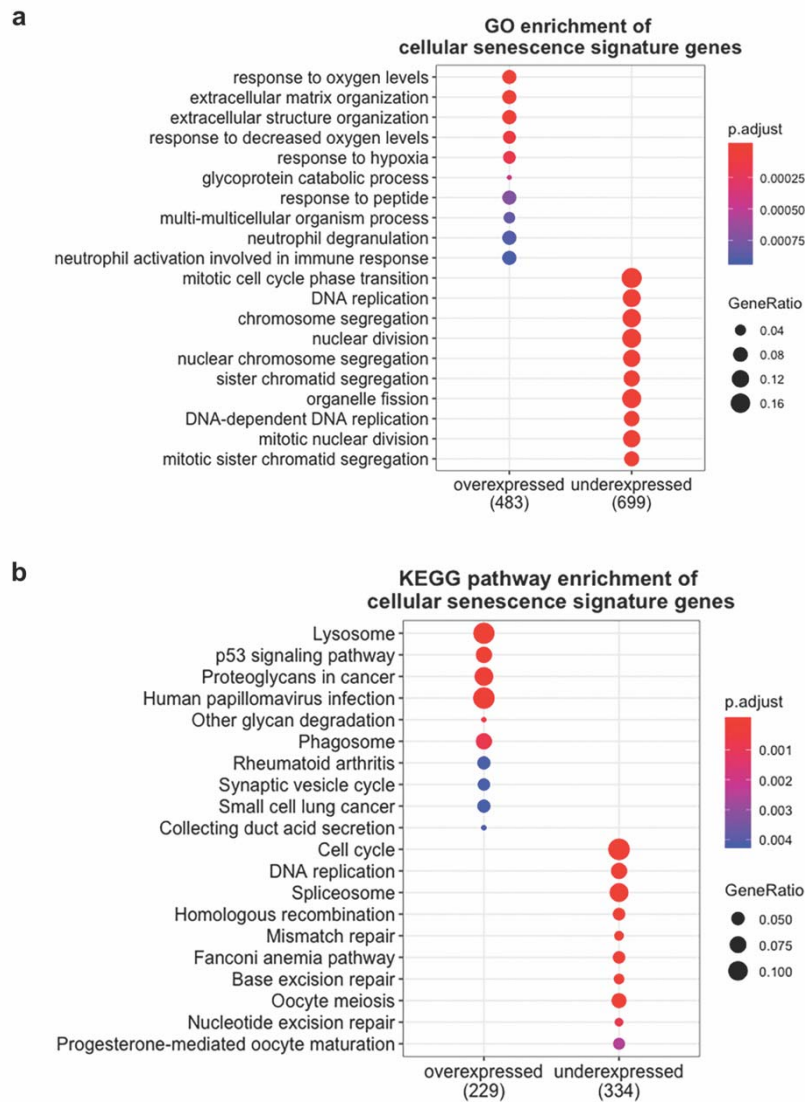 a
GO enrichment of
cellular senescence signature genes
response to oxygen levels
extracellular matrix organization
extracellular structure organization
response to decreased oxygen levels
response to hypoxia
glycoprotein catabolic process
response to peptide
multi-multicellular organism process
neutrophil degranulation
neutrophil activation involved in immune response
mitotic cell cycle phase transition
DNA replication
chromosome segregation
nuclear division
nuclear chromosome segregation
sister chromatid segregation
organelle fission
DNA-dependent DNA replication
mitotic nuclear division
mitotic sister chromatid segregation
overexpressed underexpressed
(483) (699)
p.adjust
0.00025
0.00050
0.00075
GeneRatio
0.04
0.08
0.12
0.16
b
KEGG pathway enrichment of
cellular senescence signature genes
Lysosome
p53 signaling pathway
Proteoglycans in cancer
Human papillomavirus infection
Other glycan degradation
Phagosome
Rheumatoid arthritis
Synaptic vesicle cycle
Small cell lung cancer
Collecting duct acid secretion
Cell cycle
DNA replication
Spliceosome
Homologous recombination
Mismatch repair
Fanconi anemia pathway
Base excision repair
Oocyte meiosis
Nucleotide excision repair
Progesterone-mediated oocyte maturation
overexpressed underexpressed
(229) (334)
p.adjust
0.001
0.002
0.003
0.004
GeneRatio
0.050
0.075
0.100